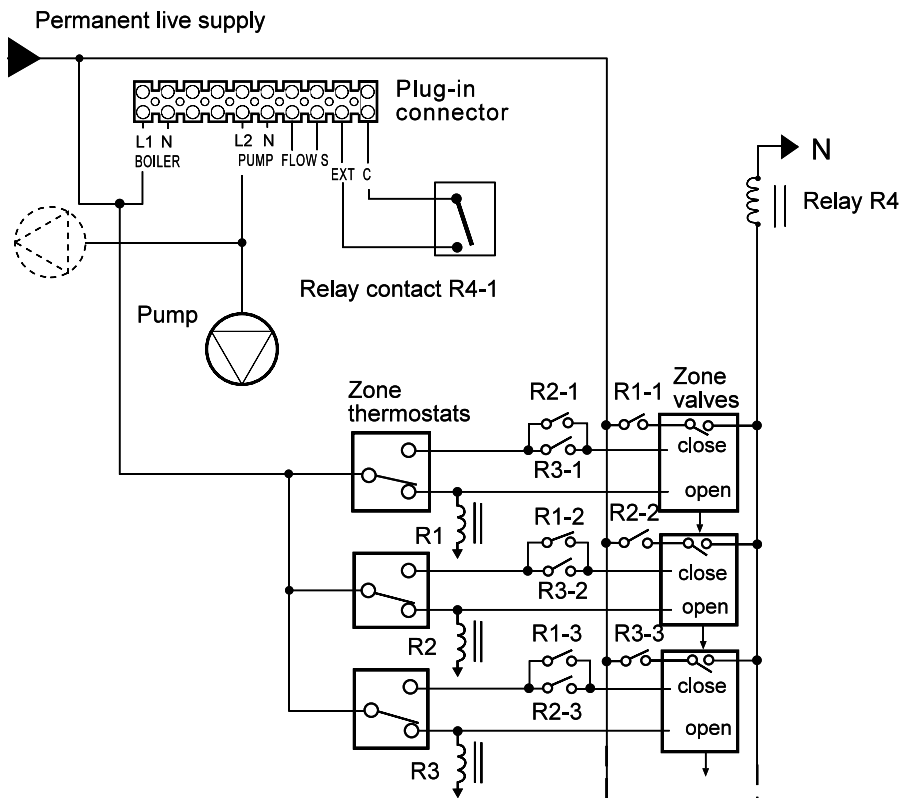 Permanent live supply
Plug-in
connector
L1 N
BOILER
L2 N
PUMP
FLOW S
EXT C
N
Relay R4
Relay contact R4-1
Pump
Zone
thermostats
R2-1
R3-1
R1-1
Zone
valves
close
open
R1
R1-2
R3-2
R2-2
close
open
R2
R1-3
R2-3
R3-3
close
open
R3